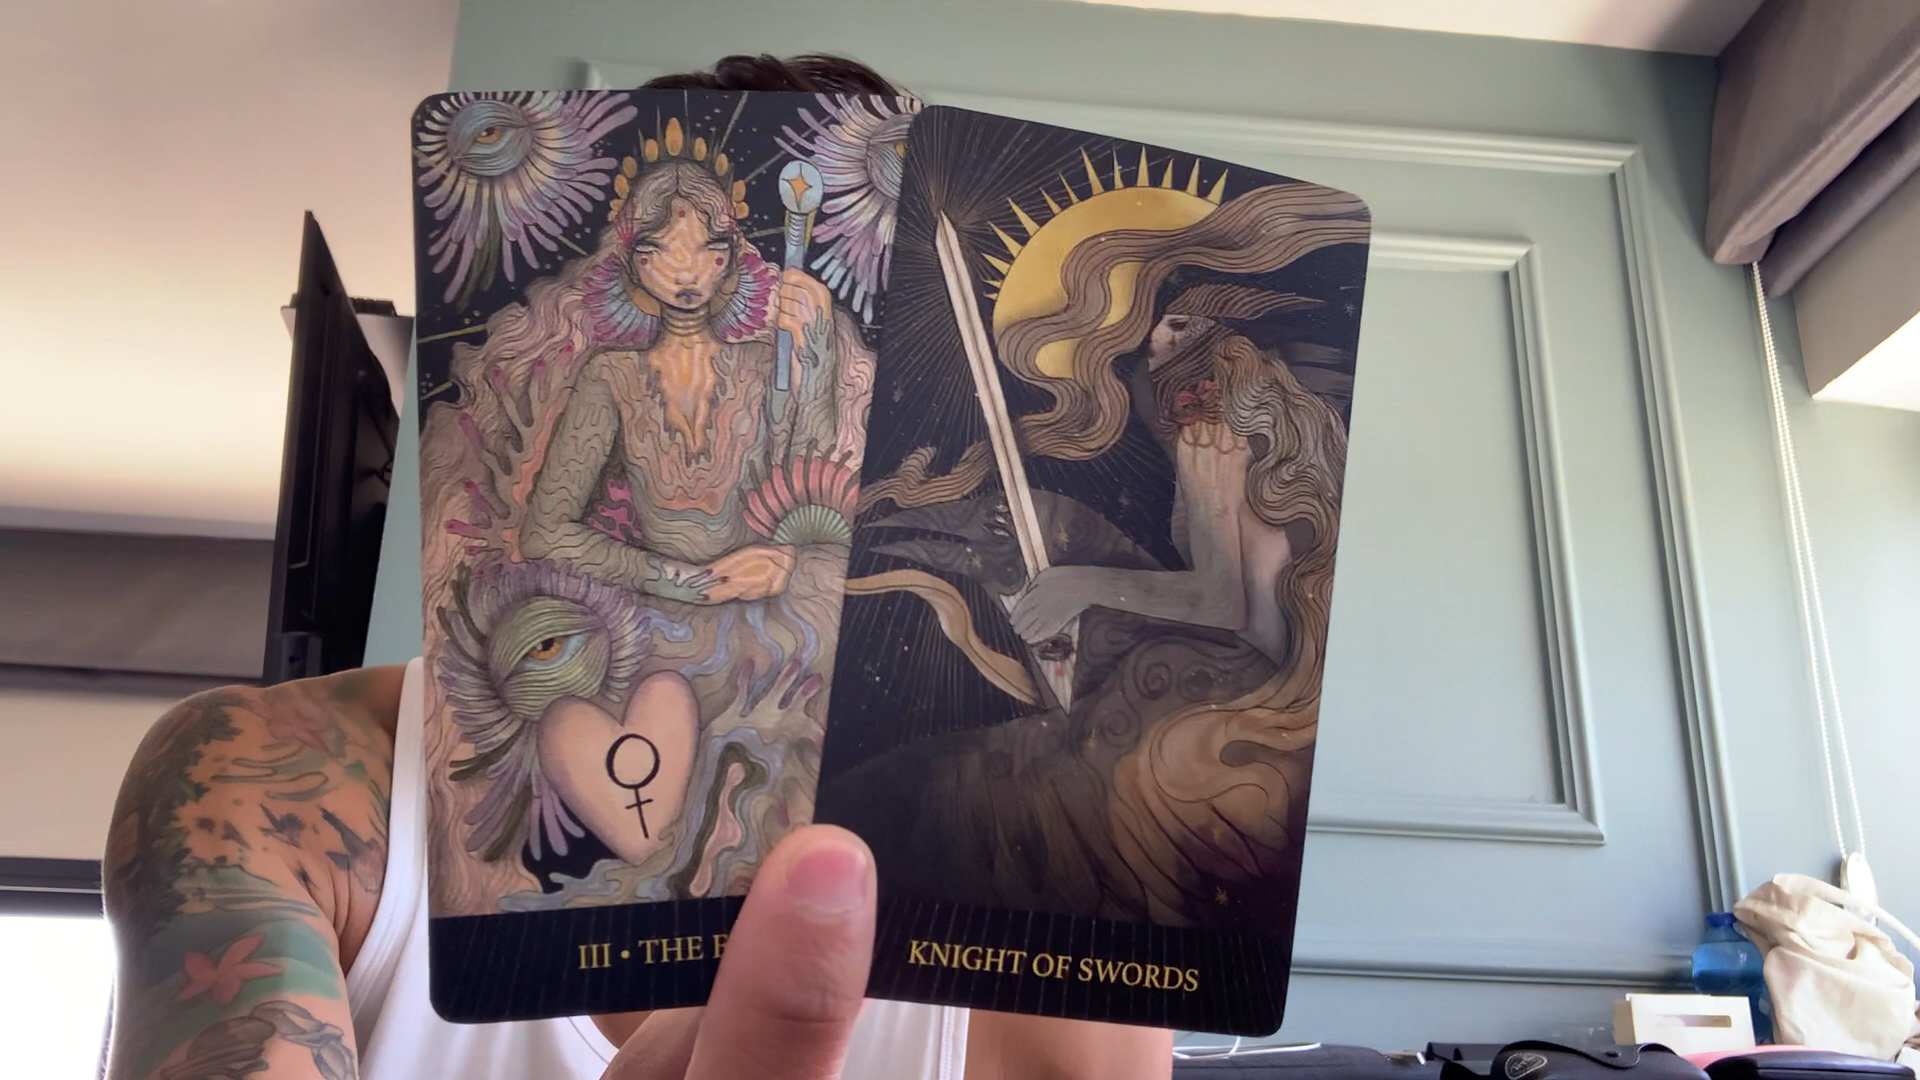 III • THE
KNIGHT OF SWORDS